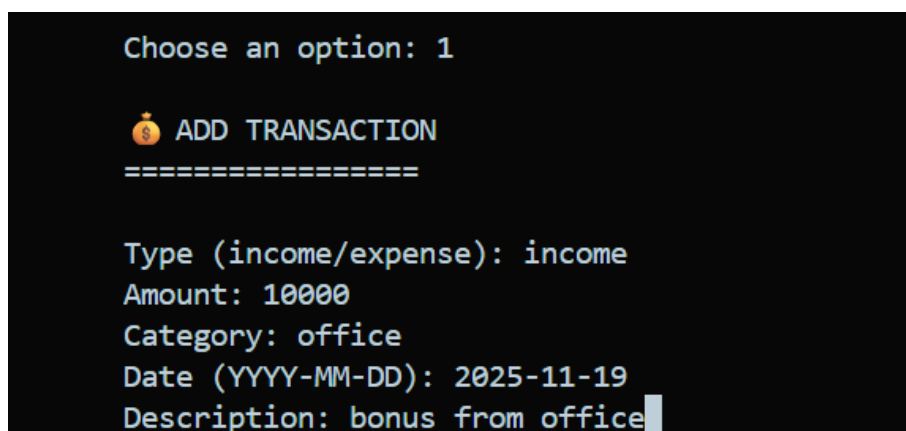 Choose an option: 1
💰 ADD TRANSACTION
=================
Type (income/expense): income
Amount: 10000
Category: office
Date (YYYY-MM-DD): 2025-11-19
Description: bonus from office